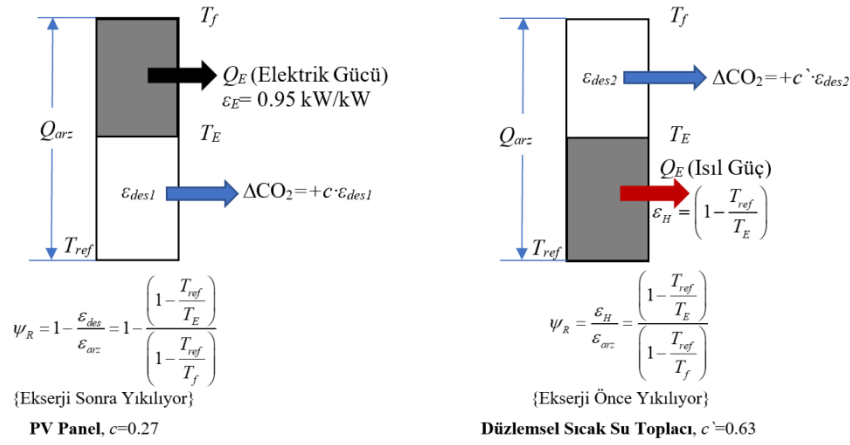 T_f
Q_E (Elektrik Gücü)
ε_E= 0.95 kW/kW
Q_arz
T_E
ε_des1
ΔCO₂=+c·ε_des1
T_ref
ψ_R = 1 − ε_des / ε_arz = 1 − (1 − T_ref / T_E) / (1 − T_ref / T_f)
{Ekserji Sonra Yıkılıyor}
PV Panel, c=0.27
T_f
ε_des2
ΔCO₂=+c`·ε_des2
Q_arz
T_E
Q_E (Isıl Güç)
ε_H = (1 − T_ref / T_E)
T_ref
ψ_R = ε_H / ε_arz = (1 − T_ref / T_E) / (1 − T_ref / T_f)
{Ekserji Önce Yıkılıyor}
Düzlemsel Sıcak Su Toplacı, c`=0.63